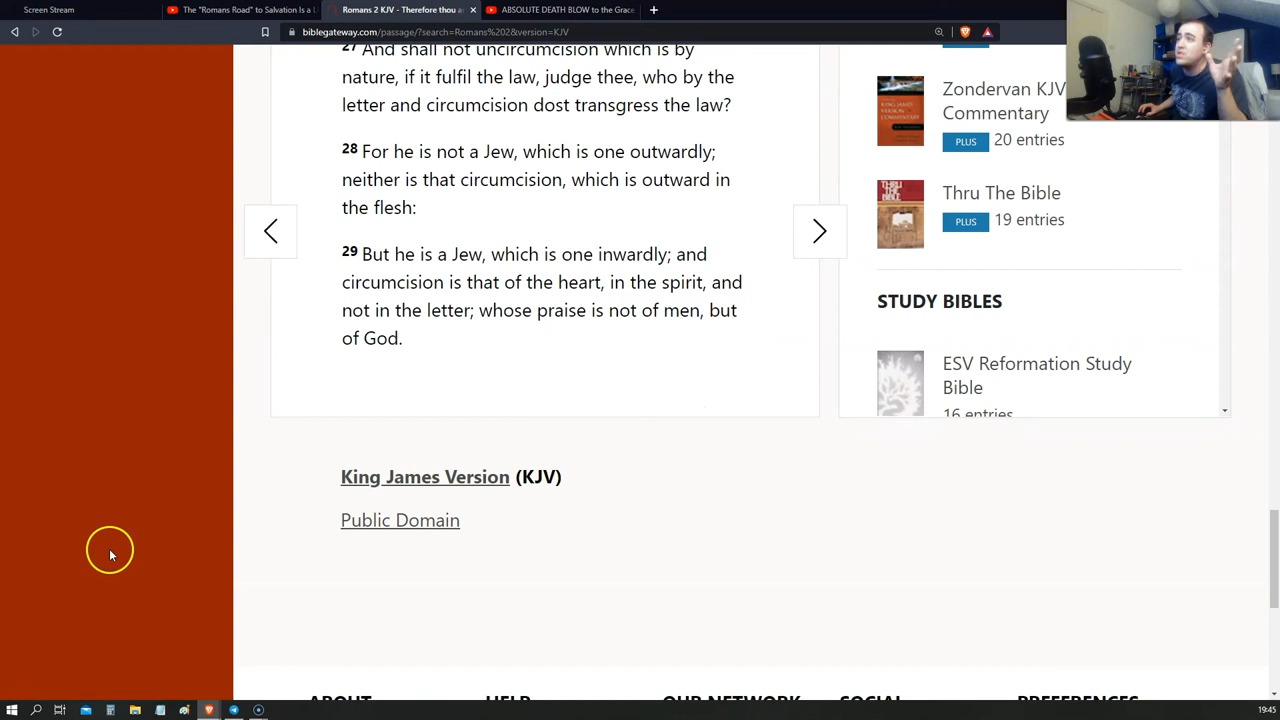 Screen Stream
The "Romans Road" to Salvation Is a L
Romans 2 KJV - Therefore thou a
ABSOLUTE DEATH BLOW to the Grace
biblegateway.com/passage/?search=Romans%202&version=KJV
27 And shall not uncircumcision which is by
nature, if it fulfil the law, judge thee, who by the
letter and circumcision dost transgress the law?
28 For he is not a Jew, which is one outwardly;
neither is that circumcision, which is outward in
the flesh:
29 But he is a Jew, which is one inwardly; and
circumcision is that of the heart, in the spirit, and
not in the letter; whose praise is not of men, but
of God.
King James Version (KJV)
Public Domain
Zondervan KJV
Commentary
PLUS 20 entries
Thru The Bible
PLUS 19 entries
STUDY BIBLES
ESV Reformation Study
Bible
16 entries
ABOUT HELP OUR NETWORK SOCIAL PREFERENCES
19:45